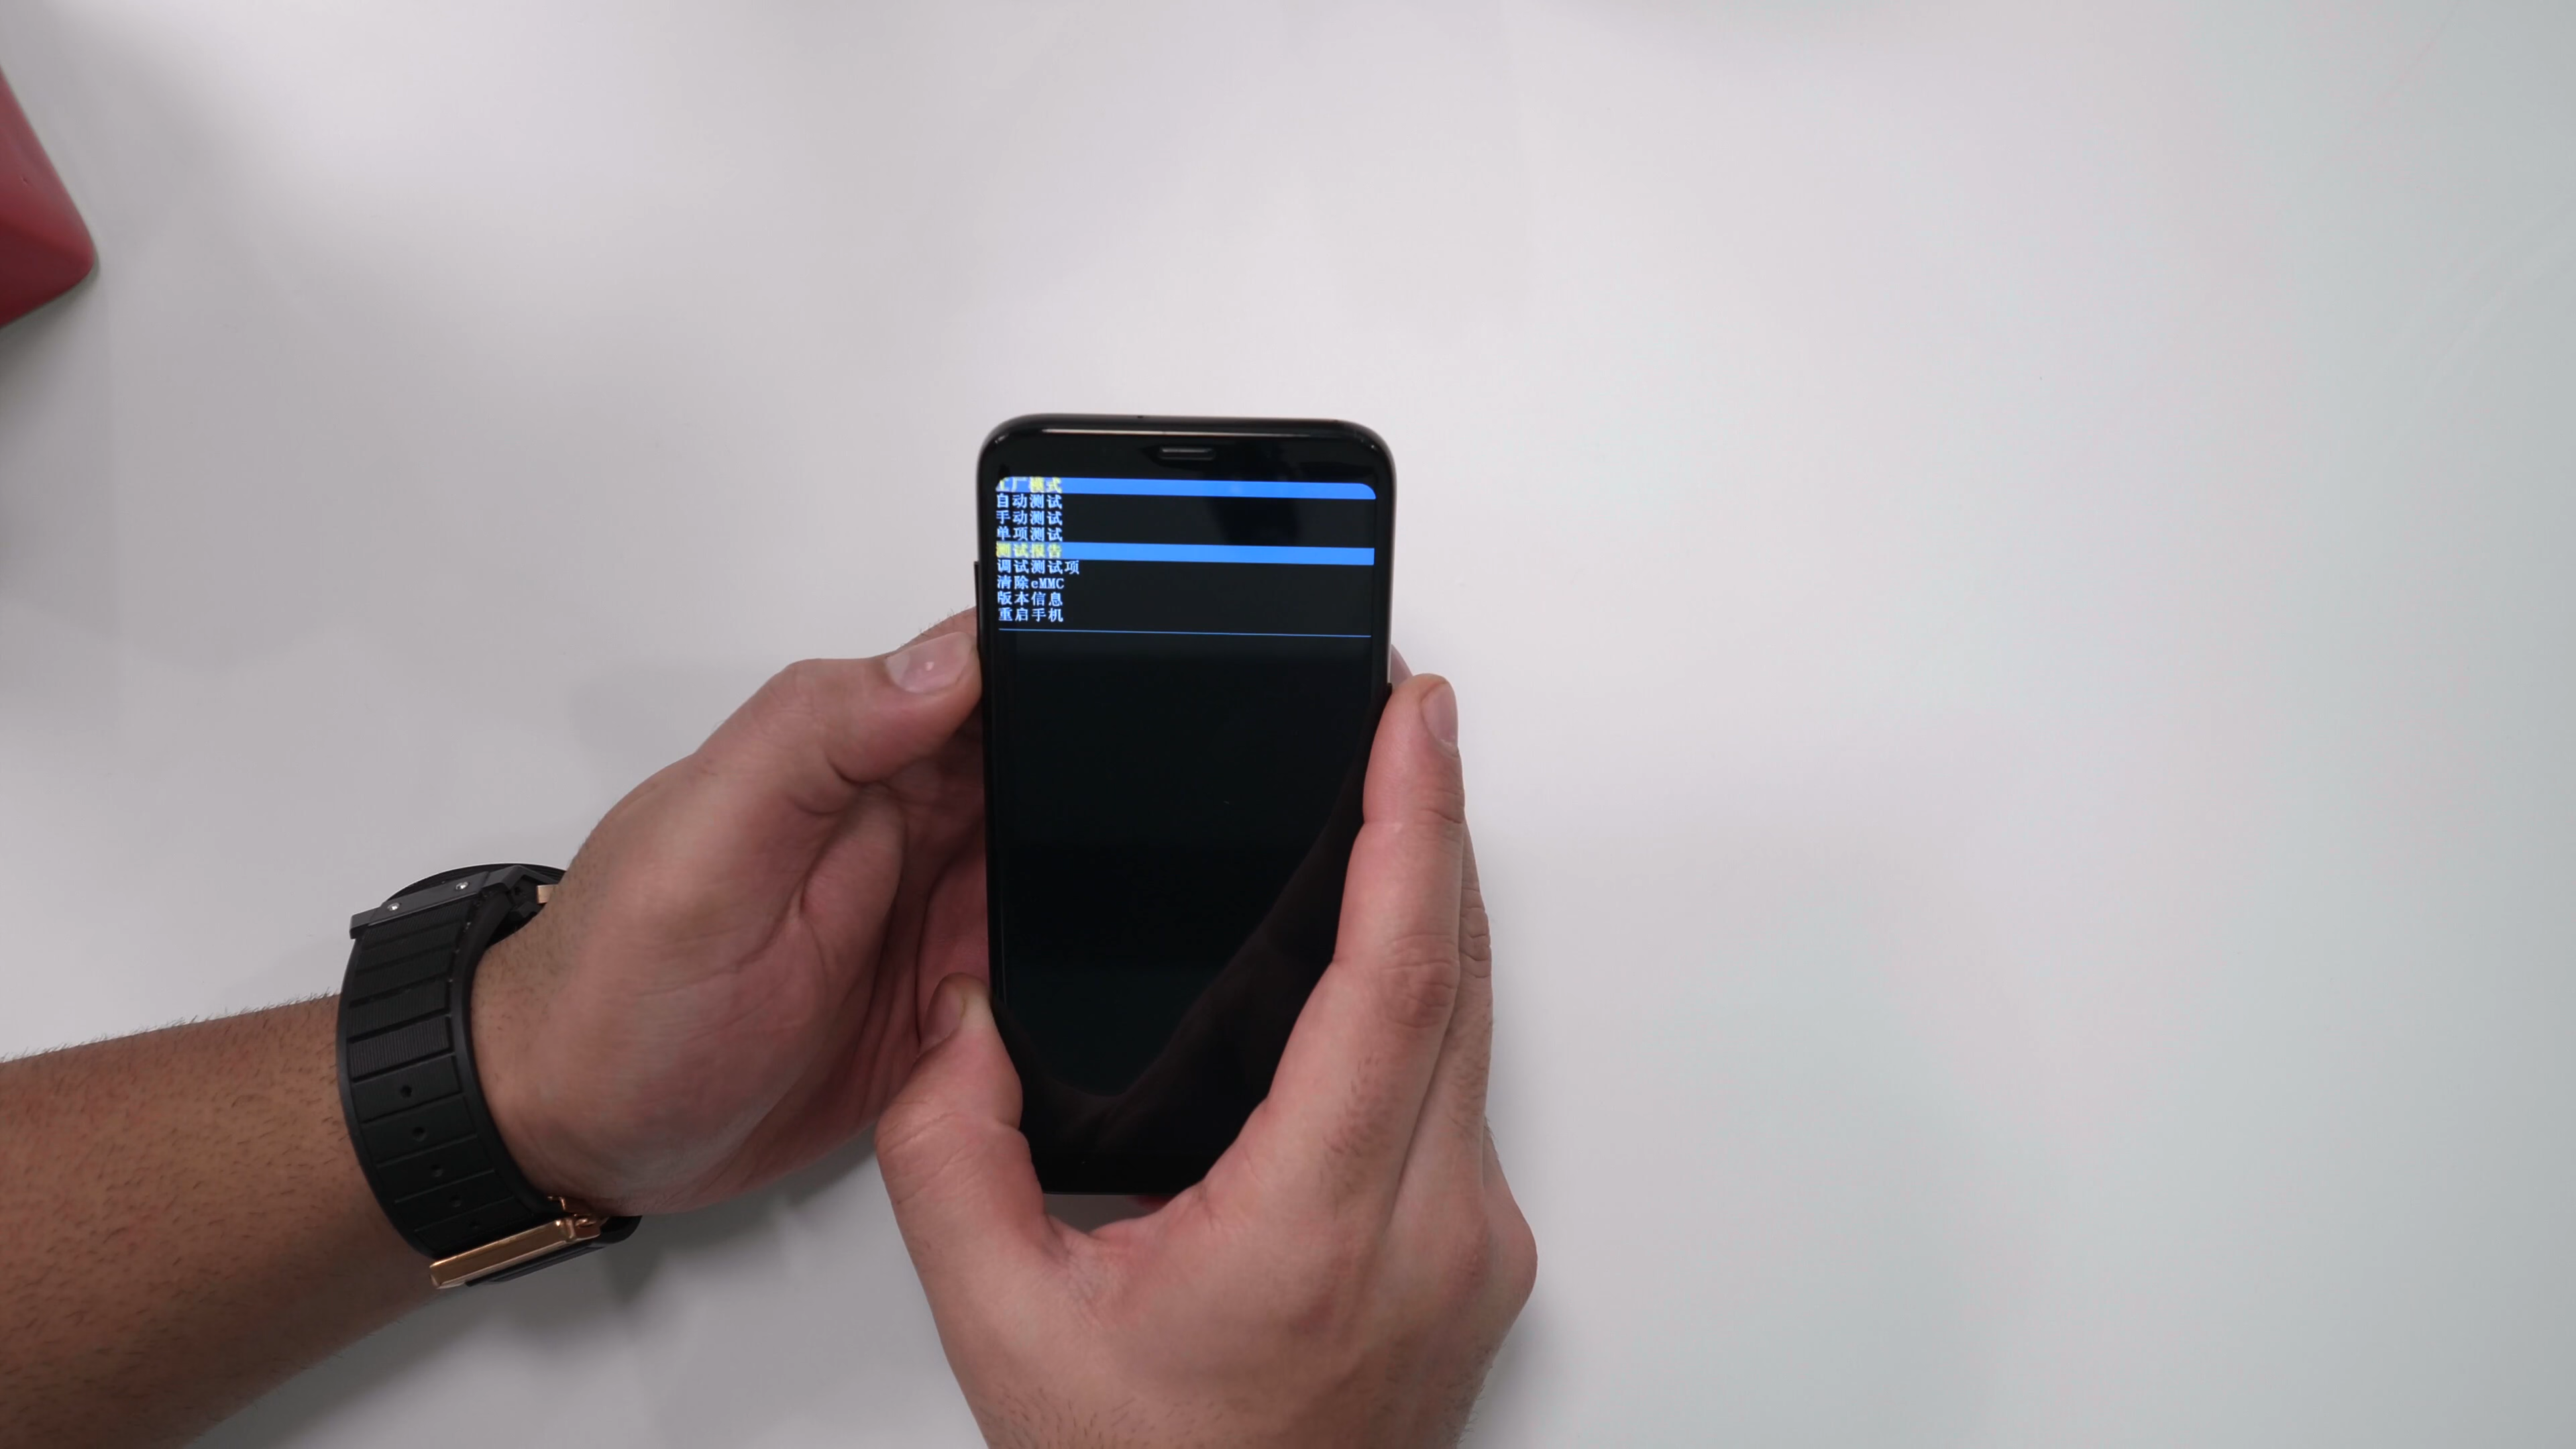 工厂模式
自动测试
手动测试
单项测试
测试报告
调试测试项
清除eMMC
版本信息
重启手机